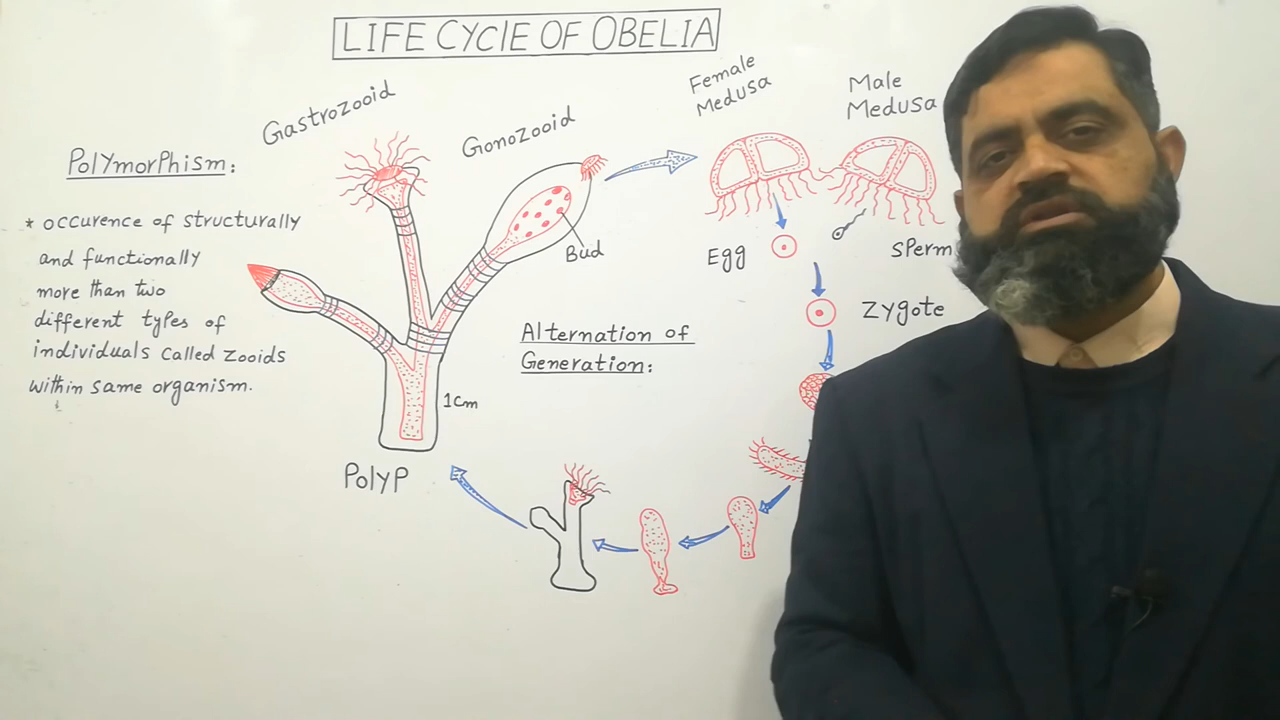 LIFE CYCLE OF OBELIA
Polymorphism:
* occurence of structurally
and functionally
more than two
different types of
individuals called zooids
within same organism.
Gastrozooid
Gonozooid
Bud
1cm
Polyp
Alternation of
Generation:
Female
Medusa
Male
Medusa
Egg
Sperm
Zygote